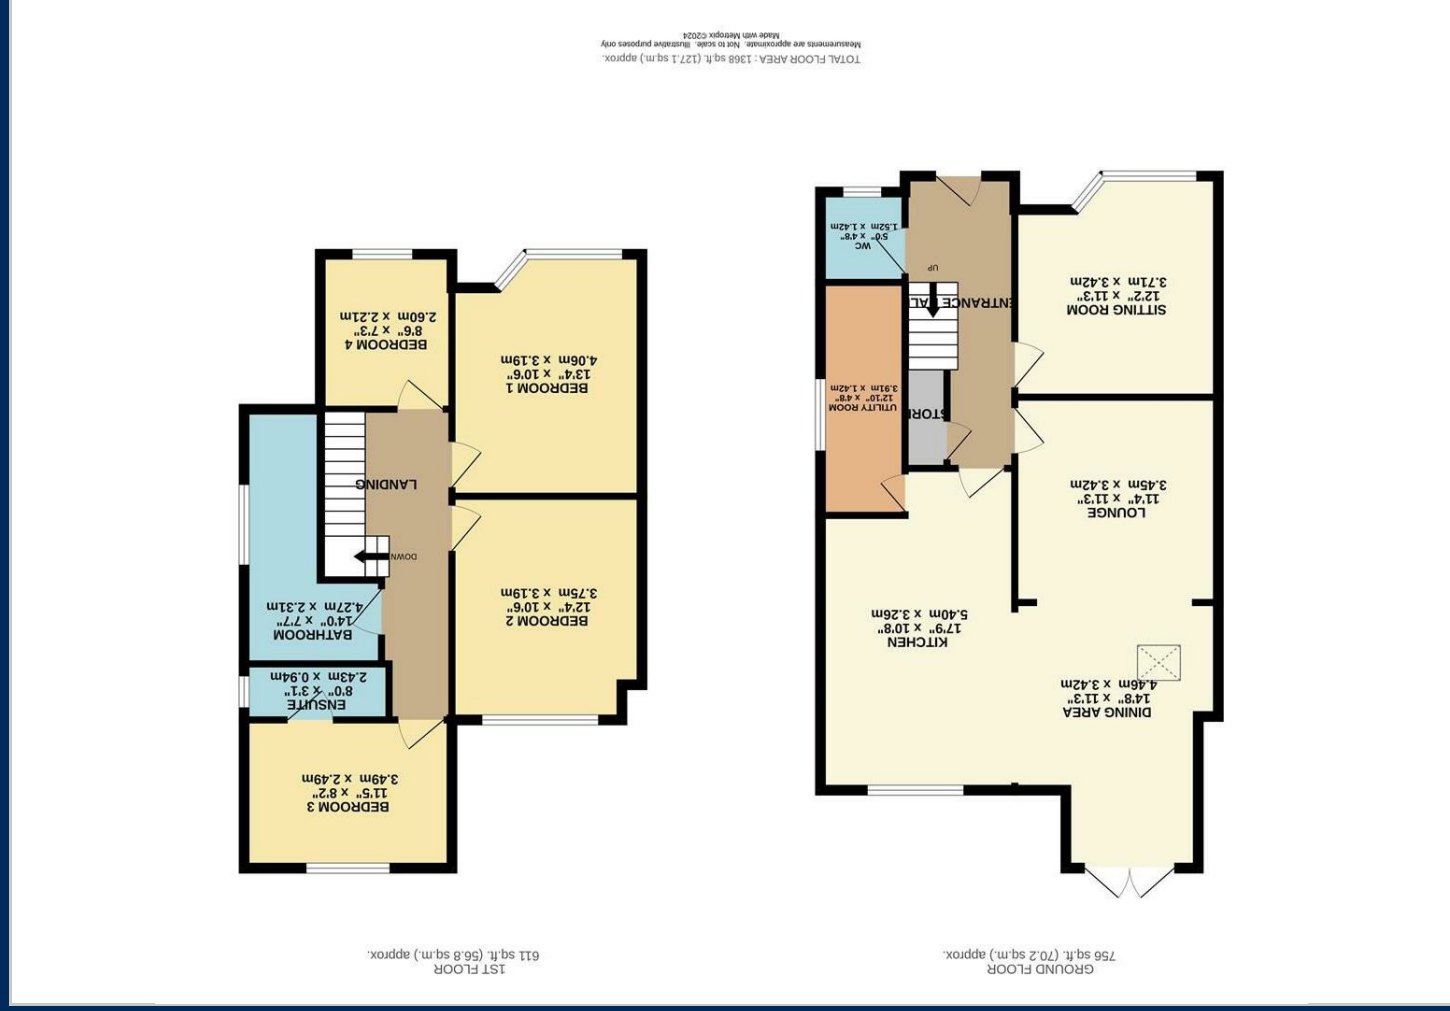 GROUND FLOOR
756 sq.ft. (70.2 sq.m.) approx.
1ST FLOOR
611 sq.ft. (56.8 sq.m.) approx.
DINING AREA
14'8" x 11'3"
4.46m x 3.42m
KITCHEN
17'9" x 10'8"
5.40m x 3.26m
LOUNGE
11'4" x 11'3"
3.45m x 3.42m
STORE
UTILITY ROOM
12'10" x 4'8"
3.91m x 1.42m
SITTING ROOM
12'2" x 11'3"
3.71m x 3.42m
ENTRANCE HALL
UP
WC
5'0" x 4'8"
1.52m x 1.42m
BEDROOM 3
11'5" x 8'2"
3.49m x 2.49m
ENSUITE
8'0" x 3'1"
2.43m x 0.94m
BATHROOM
14'0" x 7'7"
4.27m x 2.31m
BEDROOM 2
12'4" x 10'6"
3.75m x 3.19m
DOWN
LANDING
BEDROOM 1
13'4" x 10'6"
4.06m x 3.19m
BEDROOM 4
8'6" x 7'3"
2.60m x 2.21m
TOTAL FLOOR AREA : 1368 sq.ft. (127.1 sq.m.) approx.
Measurements are approximate. Not to scale. Illustrative purposes only
Made with Metropix ©2024